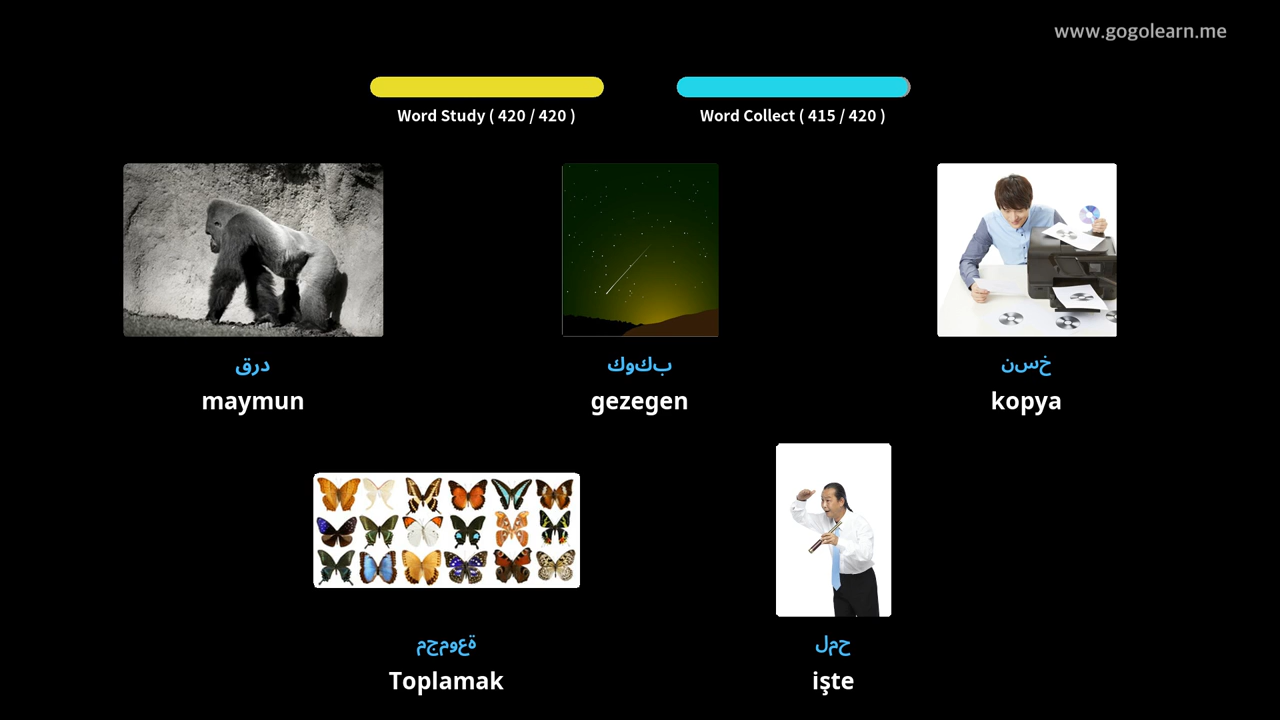 www.gogolearn.me
Word Study ( 420 / 420 )
Word Collect ( 415 / 420 )
درق
maymun
بكوك
gezegen
خسن
kopya
ةعومجم
Toplamak
حمل
işte